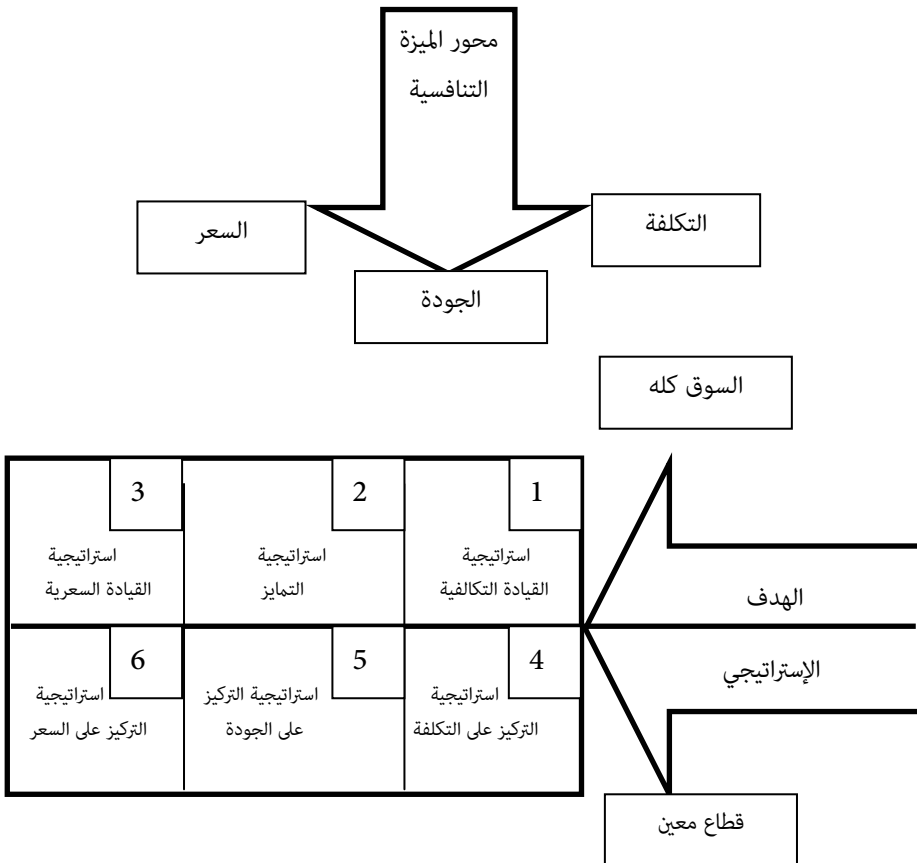 محور الميزة
التنافسية
التكلفة
السعر
الجودة
السوق كله
1
2
3
استراتيجية
القيادة التكالفية
استراتيجية
التمايز
استراتيجية
القيادة السعرية
الهدف
الإستراتيجي
4
5
6
استراتيجية
التركيز على التكلفة
استراتيجية التركيز
على الجودة
استراتيجية
التركيز على السعر
قطاع معين